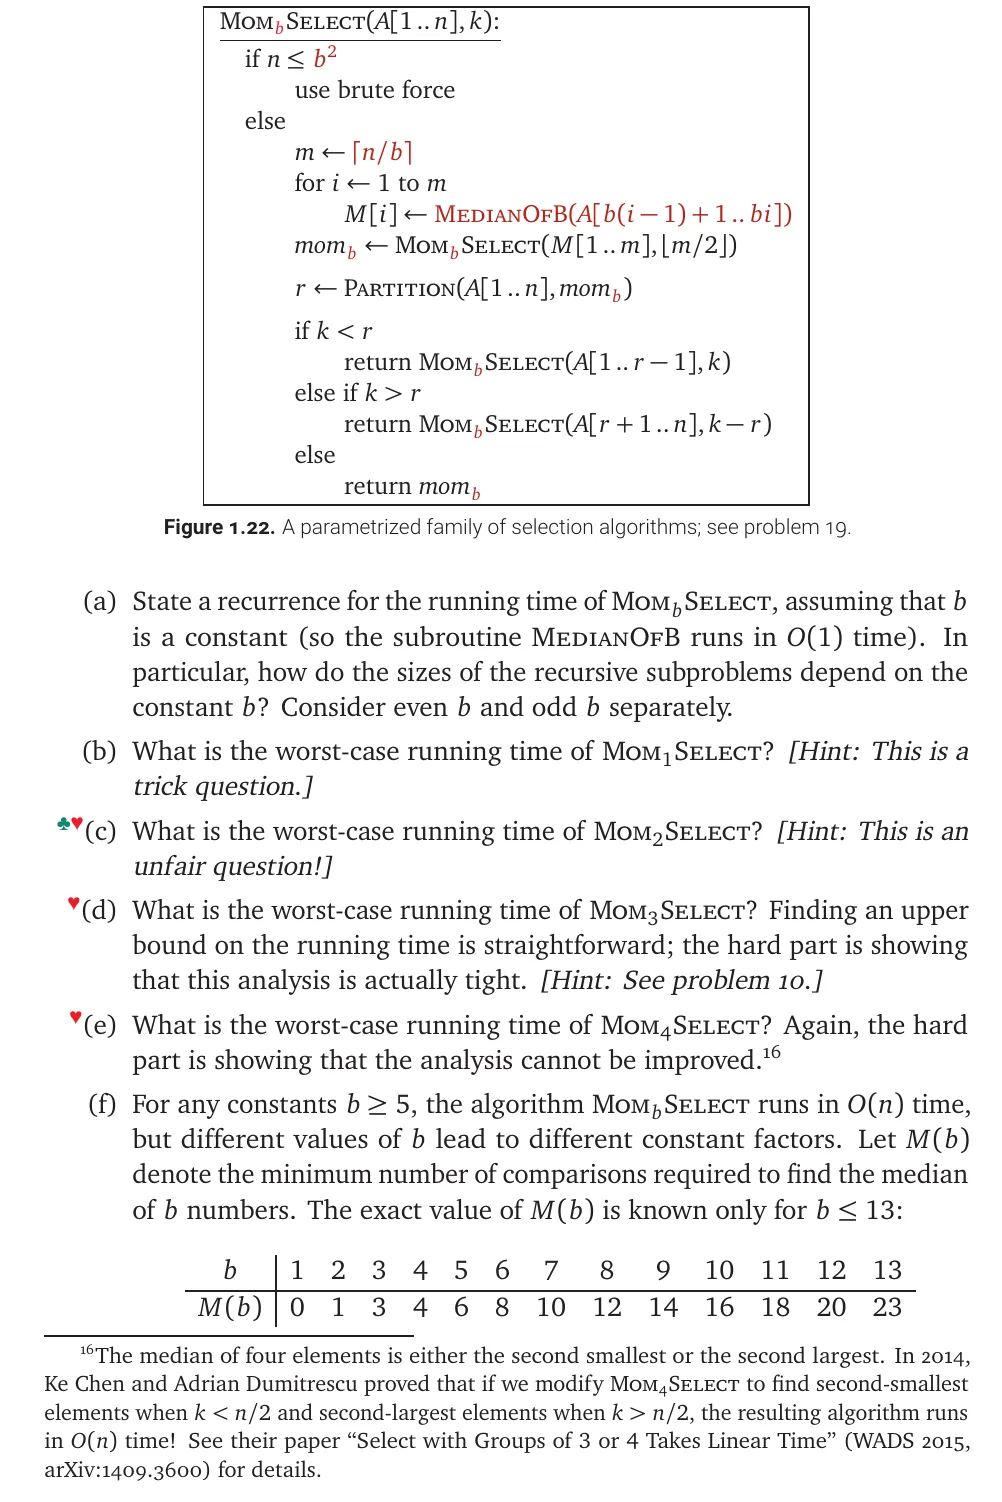 MOMbSELECT(A[1 .. n], k):
if n ≤ b²
use brute force
else
m ← ⌈n/b⌉
for i ← 1 to m
M[i] ← MEDIANOFB(A[b(i − 1) + 1 .. bi])
momb ← MOMbSELECT(M[1 .. m], ⌊m/2⌋)
r ← PARTITION(A[1 .. n], momb)
if k < r
return MOMbSELECT(A[1 .. r − 1], k)
else if k > r
return MOMbSELECT(A[r + 1 .. n], k − r)
else
return momb
Figure 1.22. A parametrized family of selection algorithms; see problem 19.
(a) State a recurrence for the running time of MOMbSELECT, assuming that b
is a constant (so the subroutine MEDIANOFB runs in O(1) time). In
particular, how do the sizes of the recursive subproblems depend on the
constant b? Consider even b and odd b separately.
(b) What is the worst-case running time of MOM₁SELECT? [Hint: This is a
trick question.]
♣♥(c) What is the worst-case running time of MOM₂SELECT? [Hint: This is an
unfair question!]
♥(d) What is the worst-case running time of MOM₃SELECT? Finding an upper
bound on the running time is straightforward; the hard part is showing
that this analysis is actually tight. [Hint: See problem 10.]
♥(e) What is the worst-case running time of MOM₄SELECT? Again, the hard
part is showing that the analysis cannot be improved.¹⁶
(f) For any constants b ≥ 5, the algorithm MOMbSELECT runs in O(n) time,
but different values of b lead to different constant factors. Let M(b)
denote the minimum number of comparisons required to find the median
of b numbers. The exact value of M(b) is known only for b ≤ 13:
b 1 2 3 4 5 6 7 8 9 10 11 12 13
M(b) 0 1 3 4 6 8 10 12 14 16 18 20 23
¹⁶The median of four elements is either the second smallest or the second largest. In 2014,
Ke Chen and Adrian Dumitrescu proved that if we modify MOM₄SELECT to find second-smallest
elements when k < n/2 and second-largest elements when k > n/2, the resulting algorithm runs
in O(n) time! See their paper “Select with Groups of 3 or 4 Takes Linear Time” (WADS 2015,
arXiv:1409.3600) for details.